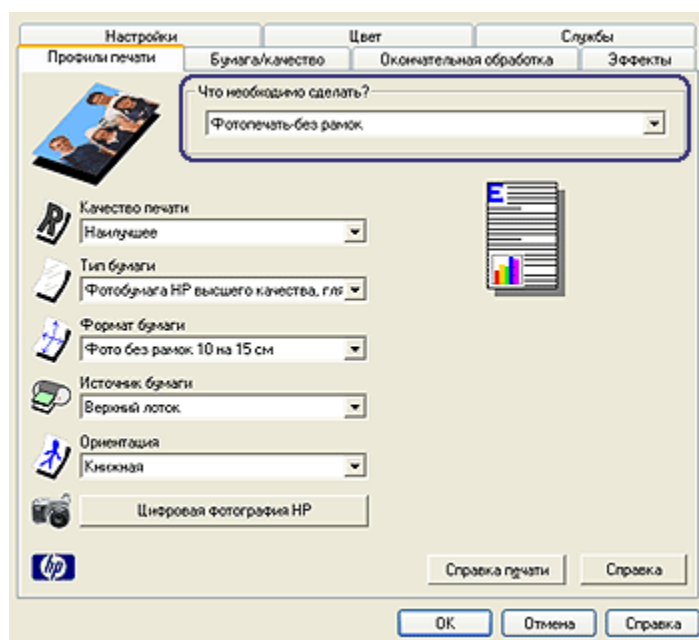 Настройки Цвет Службы
Профили печати Бумага/качество Окончательная обработка Эффекты
Что необходимо сделать?
Фотопечать-без рамок
Качество печати
Наилучшее
Тип бумаги
Фотобумага HP высшего качества, гля
Формат бумаги
Фото без рамок 10 на 15 см
Источник бумаги
Верхний лоток
Ориентация
Книжная
Цифровая фотография HP
hp
Справка печати Справка
OK Отмена Справка
E